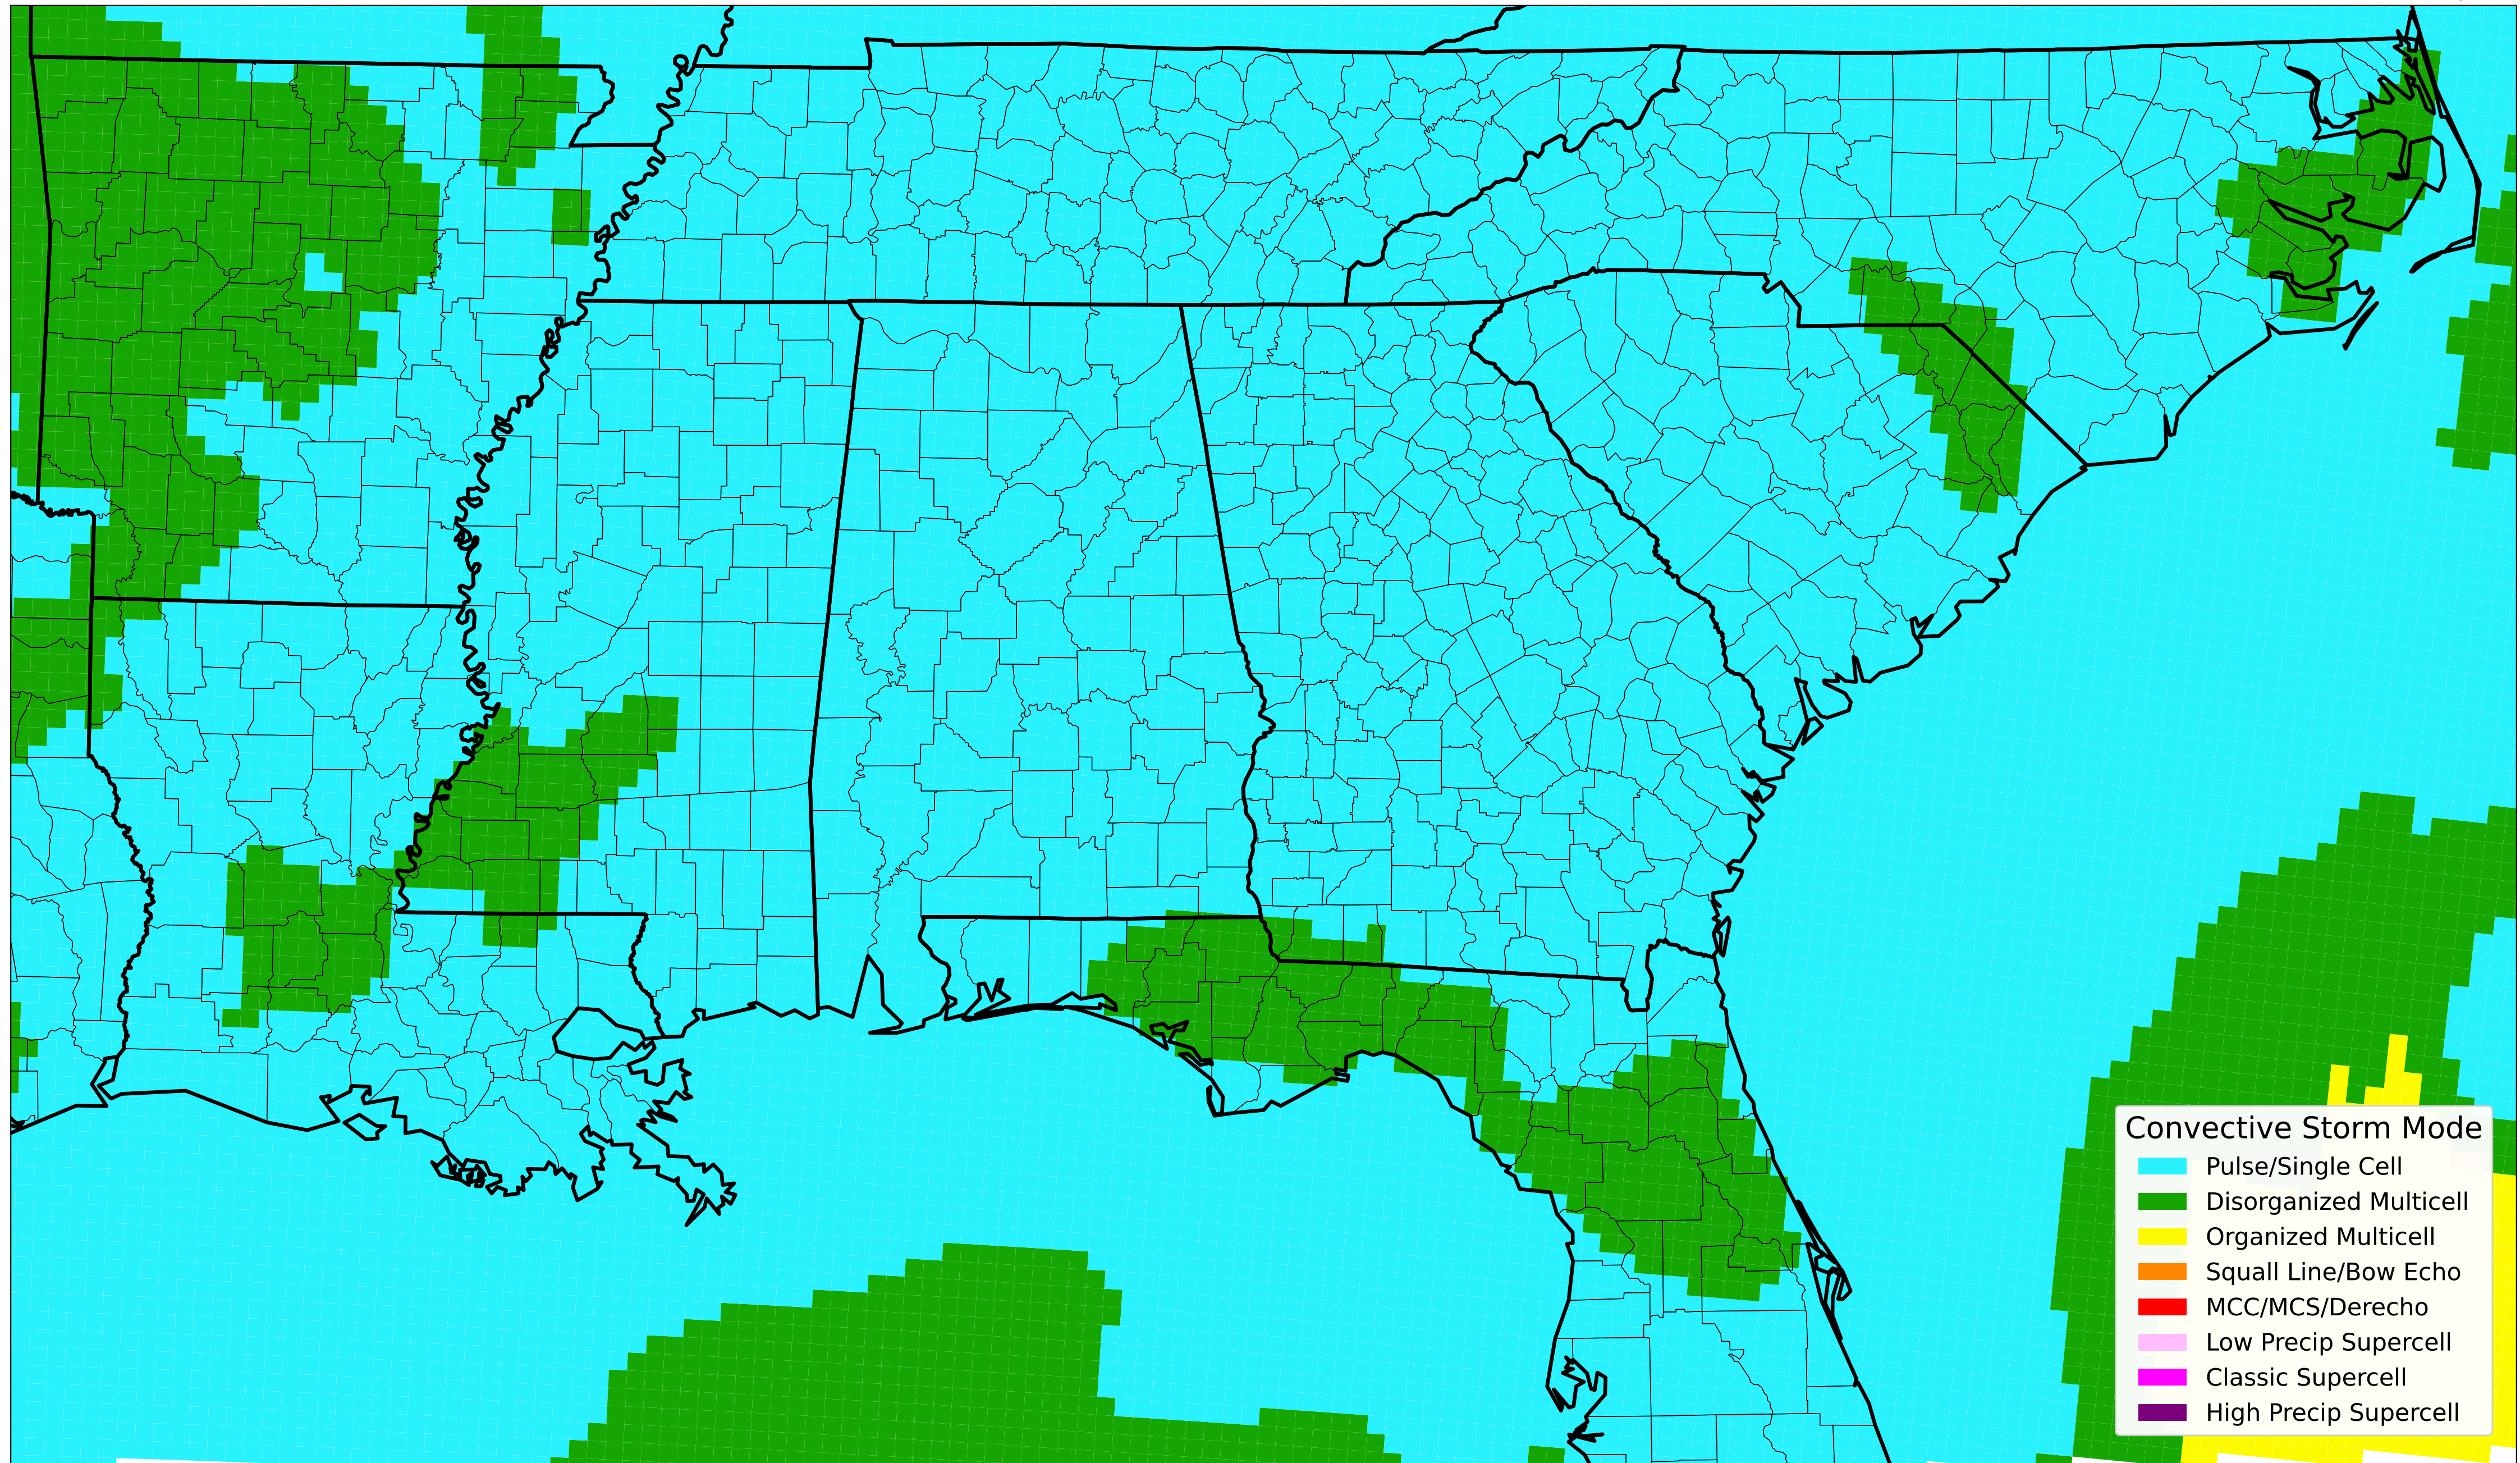 Convective Storm Mode
Pulse/Single Cell
Disorganized Multicell
Organized Multicell
Squall Line/Bow Echo
MCC/MCS/Derecho
Low Precip Supercell
Classic Supercell
High Precip Supercell